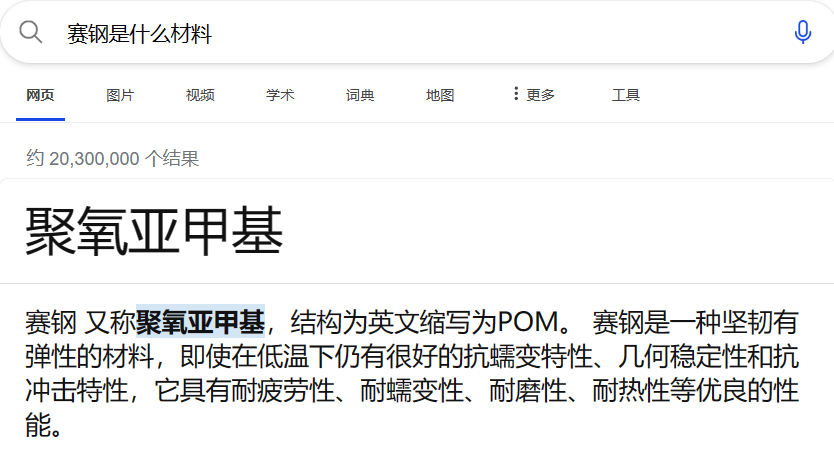 赛钢是什么材料
网页 图片 视频 学术 词典 地图 更多 工具
约 20,300,000 个结果
聚氧亚甲基
赛钢 又称聚氧亚甲基，结构为英文缩写为POM。 赛钢是一种坚韧有
弹性的材料，即使在低温下仍有很好的抗蠕变特性、几何稳定性和抗
冲击特性，它具有耐疲劳性、耐蠕变性、耐磨性、耐热性等优良的性
能。